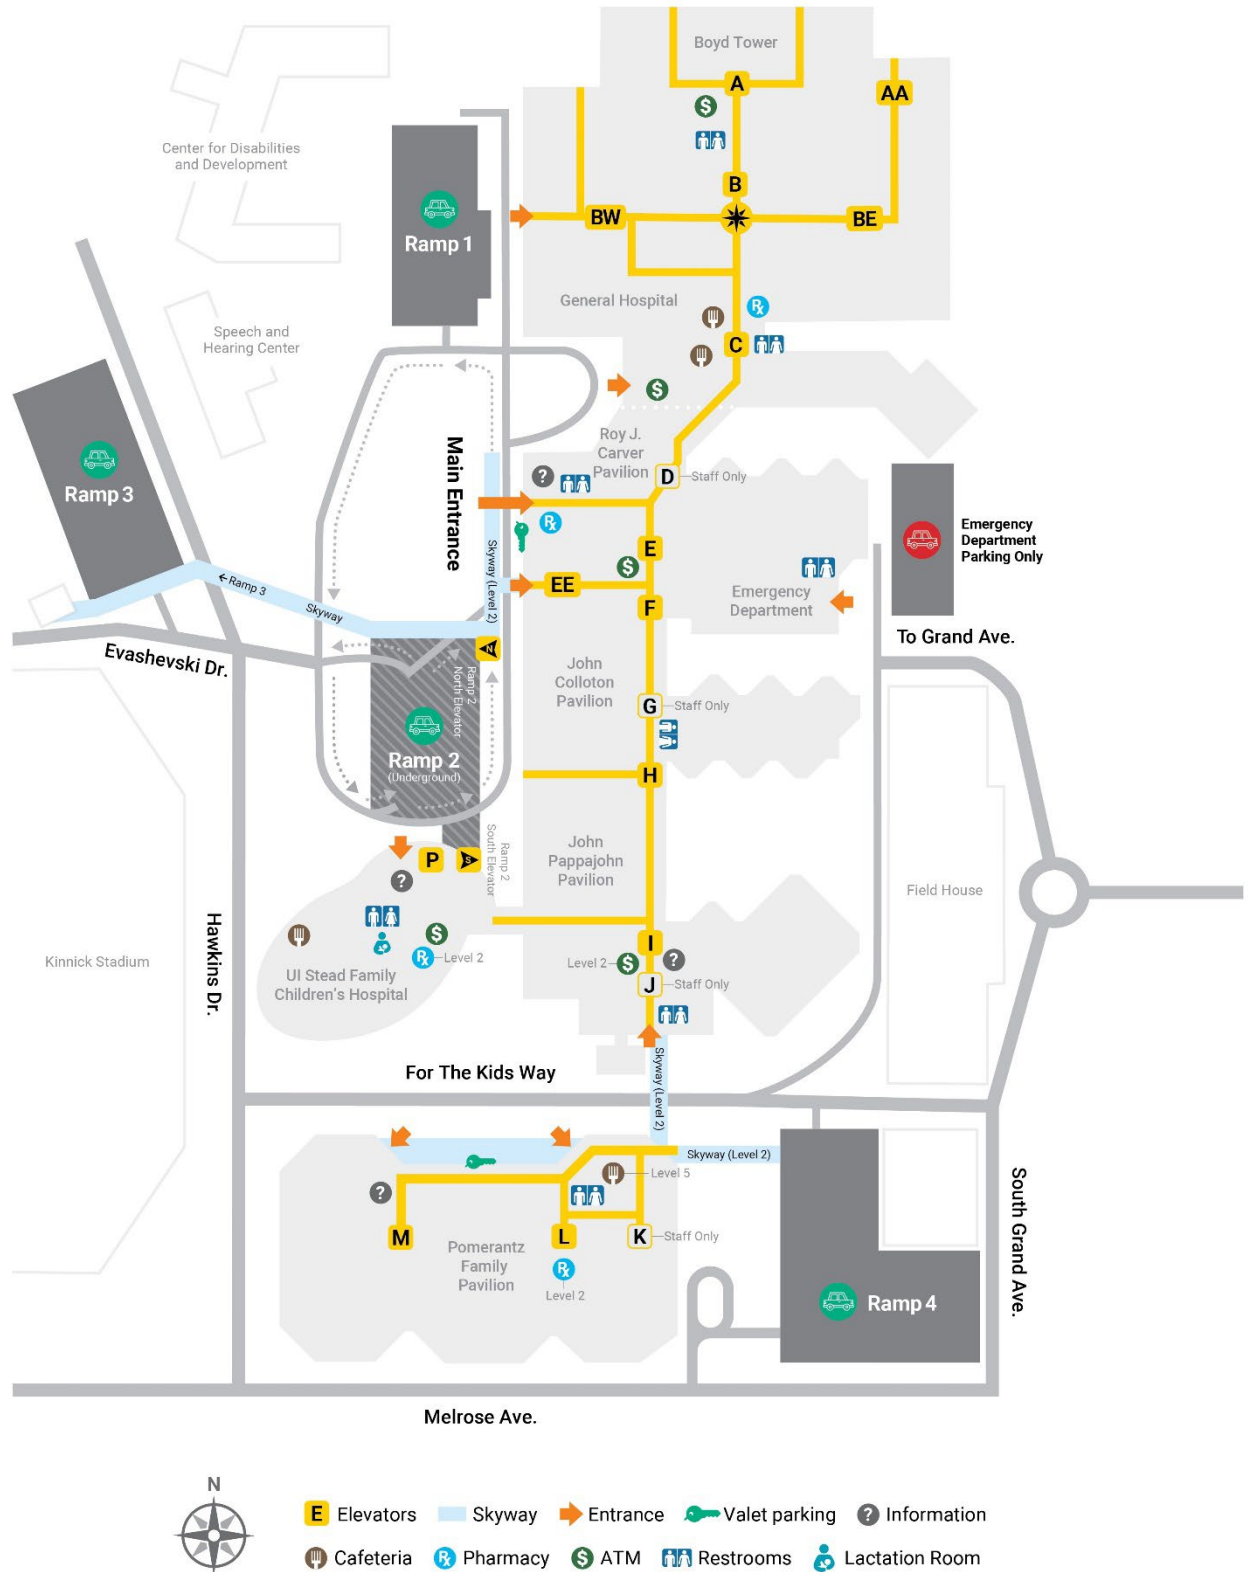 Boyd Tower
A
AA
$
Center for Disabilities
and Development
B
BW
BE
Ramp 1
General Hospital
Rx
C
Speech and
Hearing Center
$
Roy J.
Carver
Pavilion
Main Entrance
?
D
Staff Only
Ramp 3
Rx
Emergency
Department
Parking Only
E
Skyway (Level 2)
$
EE
←Ramp 3
Skyway
F
Emergency
Department
To Grand Ave.
Evashevski Dr.
N
Ramp 2
North Elevator
John
Colloton
Pavilion
G
Staff Only
Ramp 2
(Underground)
H
John
Pappajohn
Pavilion
Ramp 2
South Elevator
P
S
?
Field House
Hawkins Dr.
$
Rx
Level 2
I
?
Level 2
$
Kinnick Stadium
UI Stead Family
Children's Hospital
J
Staff Only
Skyway (Level 2)
For The Kids Way
Skyway (Level 2)
Level 5
?
M
L
K
Staff Only
Pomerantz
Family
Pavilion
Rx
Level 2
South Grand Ave.
Ramp 4
Melrose Ave.
N
E Elevators
Skyway
Entrance
Valet parking
? Information
Cafeteria
Rx Pharmacy
$ ATM
Restrooms
Lactation Room